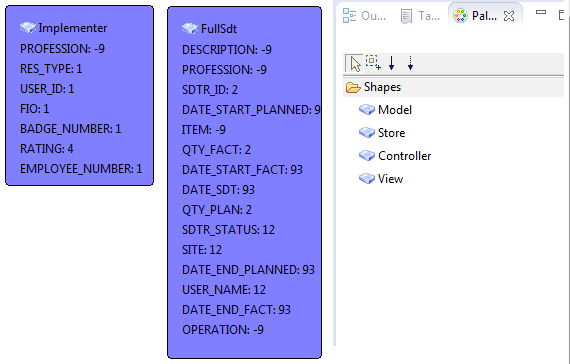 Implementer
PROFESSION: -9
RES_TYPE: 1
USER_ID: 1
FIO: 1
BADGE_NUMBER: 1
RATING: 4
EMPLOYEE_NUMBER: 1
FullSdt
DESCRIPTION: -9
PROFESSION: -9
SDTR_ID: 2
DATE_START_PLANNED: 9
ITEM: -9
QTY_FACT: 2
DATE_START_FACT: 93
DATE_SDT: 93
QTY_PLAN: 2
SDTR_STATUS: 12
SITE: 12
DATE_END_PLANNED: 93
USER_NAME: 12
DATE_END_FACT: 93
OPERATION: -9
Ou... Ta... Pal...
Shapes
Model
Store
Controller
View